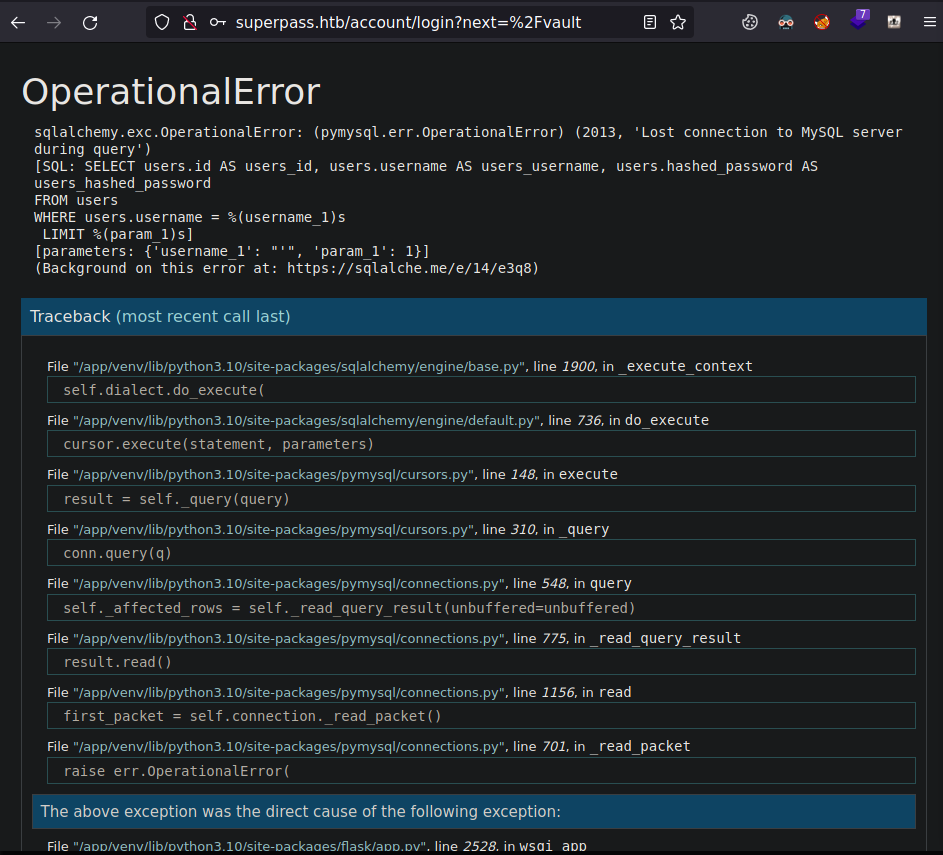 superpass.htb/account/login?next=%2Fvault
7
OperationalError
sqlalchemy.exc.OperationalError: (pymysql.err.OperationalError) (2013, 'Lost connection to MySQL server
during query')
[SQL: SELECT users.id AS users_id, users.username AS users_username, users.hashed_password AS
users_hashed_password
FROM users
WHERE users.username = %(username_1)s
 LIMIT %(param_1)s]
[parameters: {'username_1': "'", 'param_1': 1}]
(Background on this error at: https://sqlalche.me/e/14/e3q8)
Traceback (most recent call last)
File "/app/venv/lib/python3.10/site-packages/sqlalchemy/engine/base.py", line 1900, in _execute_context
self.dialect.do_execute(
File "/app/venv/lib/python3.10/site-packages/sqlalchemy/engine/default.py", line 736, in do_execute
cursor.execute(statement, parameters)
File "/app/venv/lib/python3.10/site-packages/pymysql/cursors.py", line 148, in execute
result = self._query(query)
File "/app/venv/lib/python3.10/site-packages/pymysql/cursors.py", line 310, in _query
conn.query(q)
File "/app/venv/lib/python3.10/site-packages/pymysql/connections.py", line 548, in query
self._affected_rows = self._read_query_result(unbuffered=unbuffered)
File "/app/venv/lib/python3.10/site-packages/pymysql/connections.py", line 775, in _read_query_result
result.read()
File "/app/venv/lib/python3.10/site-packages/pymysql/connections.py", line 1156, in read
first_packet = self.connection._read_packet()
File "/app/venv/lib/python3.10/site-packages/pymysql/connections.py", line 701, in _read_packet
raise err.OperationalError(
The above exception was the direct cause of the following exception:
File "/app/venv/lib/python3.10/site-packages/flask/app.py", line 2528, in wsgi_app